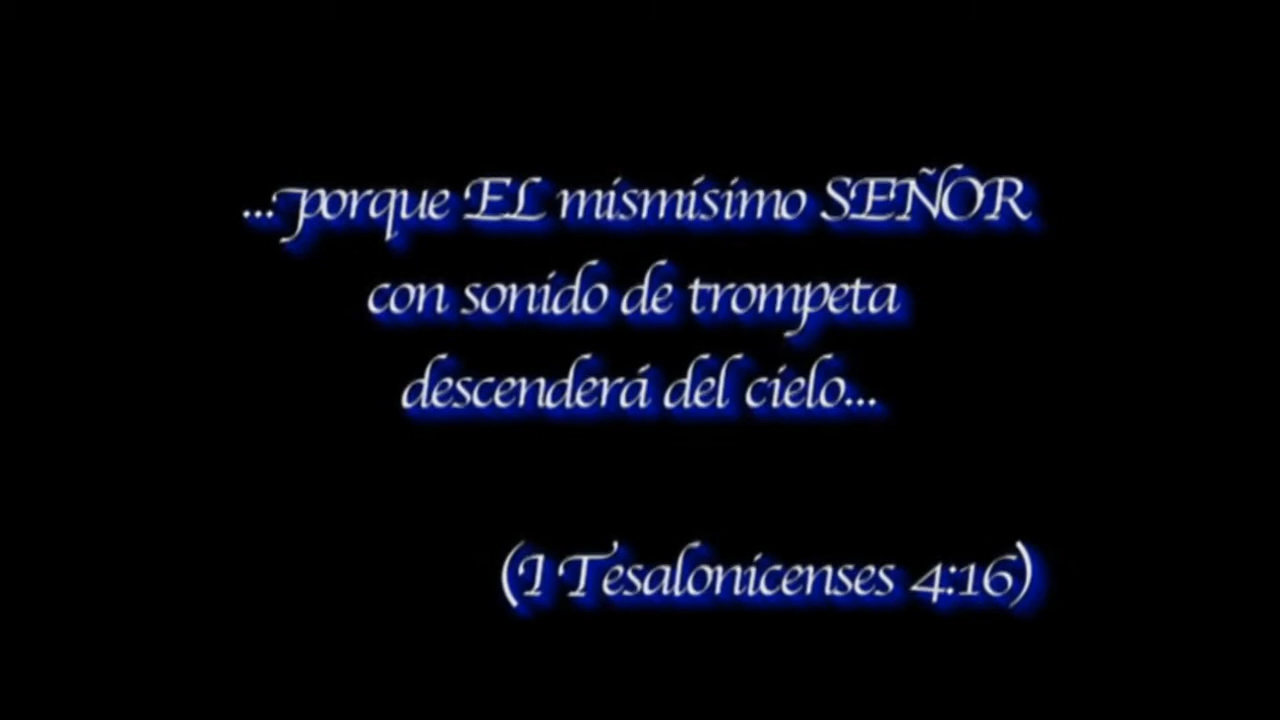 ...porque EL mismísimo SEÑOR
con sonido de trompeta
descenderá del cielo...
(I Tesalonicenses 4:16)